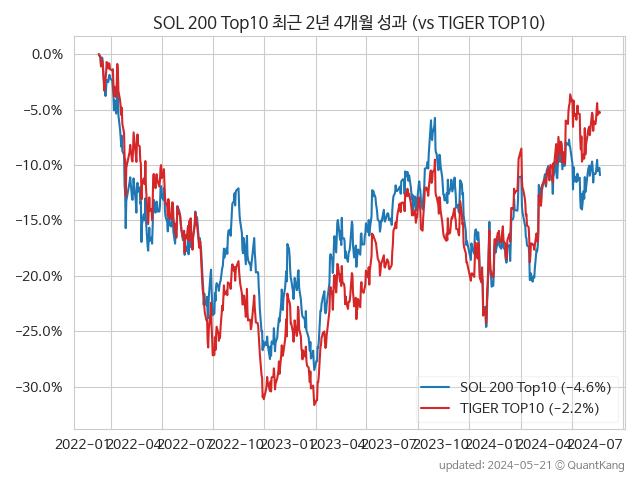 SOL 200 Top10 최근 2년 4개월 성과 (vs TIGER TOP10)
0.0%
−5.0%
−10.0%
−15.0%
−20.0%
−25.0%
−30.0%
SOL 200 Top10 (−4.6%)
TIGER TOP10 (−2.2%)
2022-01 2022-04 2022-07 2022-10 2023-01 2023-04 2023-07 2023-10 2024-01 2024-04 2024-07
updated: 2024-05-21 © QuantKang